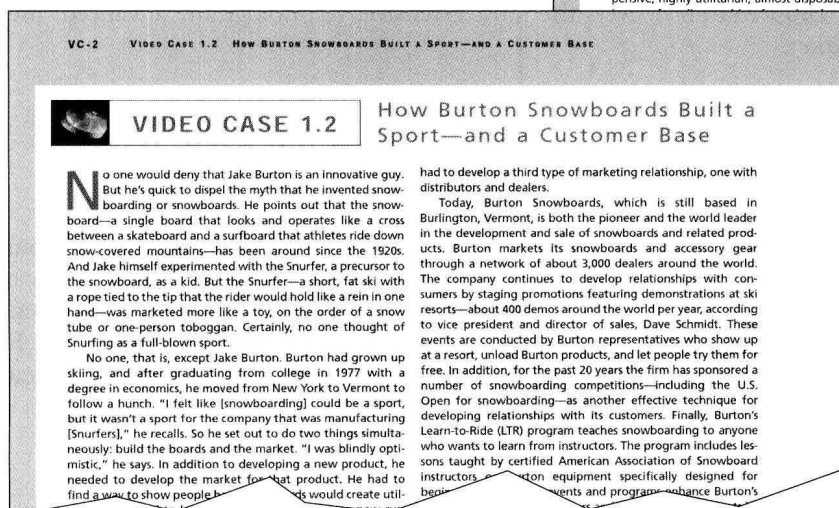 pensive, highly utilitarian, almost disposab
VC-2 VIDEO CASE 1.2 HOW BURTON SNOWBOARDS BUILT A SPORT—AND A CUSTOMER BASE
VIDEO CASE 1.2
How Burton Snowboards Built a
Sport—and a Customer Base
No one would deny that Jake Burton is an innovative guy.
But he's quick to dispel the myth that he invented snow-
boarding or snowboards. He points out that the snow-
board—a single board that looks and operates like a cross
between a skateboard and a surfboard that athletes ride down
snow-covered mountains—has been around since the 1920s.
And Jake himself experimented with the Snurfer, a precursor to
the snowboard, as a kid. But the Snurfer—a short, fat ski with
a rope tied to the tip that the rider would hold like a rein in one
hand—was marketed more like a toy, on the order of a snow
tube or one-person toboggan. Certainly, no one thought of
Snurfing as a full-blown sport.
No one, that is, except Jake Burton. Burton had grown up
skiing, and after graduating from college in 1977 with a
degree in economics, he moved from New York to Vermont to
follow a hunch. "I felt like [snowboarding] could be a sport,
but it wasn't a sport for the company that was manufacturing
[Snurfers]," he recalls. So he set out to do two things simulta-
neously: build the boards and the market. "I was blindly opti-
mistic," he says. In addition to developing a new product, he
needed to develop the market for that product. He had to
find a way to show people would create util-
had to develop a third type of marketing relationship, one with
distributors and dealers.
Today, Burton Snowboards, which is still based in
Burlington, Vermont, is both the pioneer and the world leader
in the development and sale of snowboards and related prod-
ucts. Burton markets its snowboards and accessory gear
through a network of about 3,000 dealers around the world.
The company continues to develop relationships with con-
sumers by staging promotions featuring demonstrations at ski
resorts—about 400 demos around the world per year, according
to vice president and director of sales, Dave Schmidt. These
events are conducted by Burton representatives who show up
at a resort, unload Burton products, and let people try them for
free. In addition, for the past 20 years the firm has sponsored a
number of snowboarding competitions—including the U.S.
Open for snowboarding—as another effective technique for
developing relationships with its customers. Finally, Burton's
Learn-to-Ride (LTR) program teaches snowboarding to anyone
who wants to learn from instructors. The program includes les-
sons taught by certified American Association of Snowboard
instructors equipment specifically designed for
and programs enhance Burton's